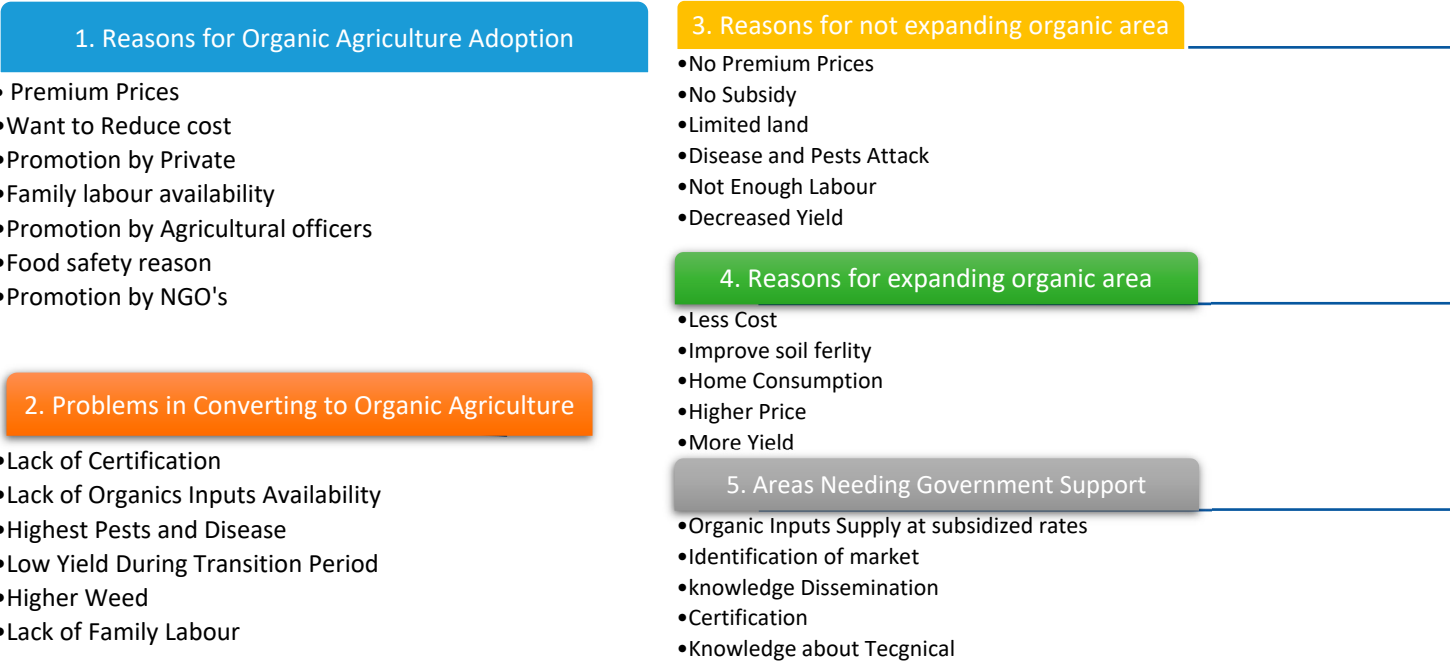 1. Reasons for Organic Agriculture Adoption
• Premium Prices
•Want to Reduce cost
•Promotion by Private
•Family labour availability
•Promotion by Agricultural officers
•Food safety reason
•Promotion by NGO's
2. Problems in Converting to Organic Agriculture
•Lack of Certification
•Lack of Organics Inputs Availability
•Highest Pests and Disease
•Low Yield During Transition Period
•Higher Weed
•Lack of Family Labour
3. Reasons for not expanding organic area
•No Premium Prices
•No Subsidy
•Limited land
•Disease and Pests Attack
•Not Enough Labour
•Decreased Yield
4. Reasons for expanding organic area
•Less Cost
•Improve soil ferlity
•Home Consumption
•Higher Price
•More Yield
5. Areas Needing Government Support
•Organic Inputs Supply at subsidized rates
•Identification of market
•knowledge Dissemination
•Certification
•Knowledge about Tecgnical